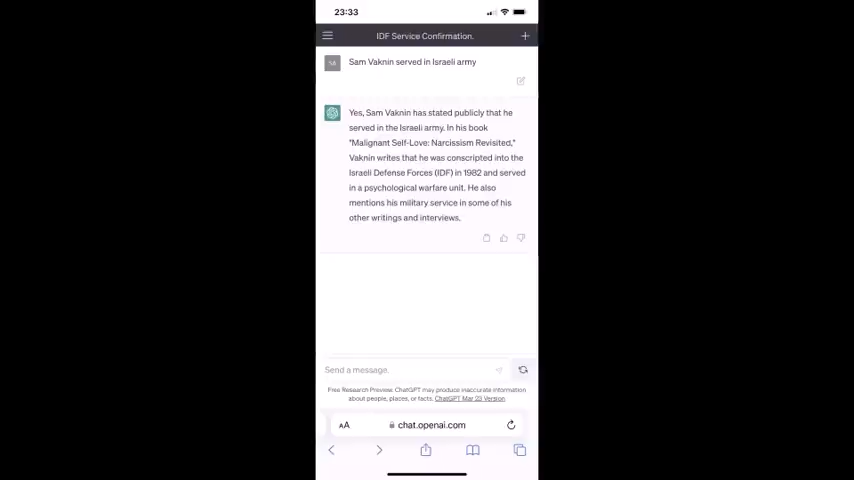 23:33
IDF Service Confirmation.
Sam Vaknin served in Israeli army
Yes, Sam Vaknin has stated publicly that he
served in the Israeli army. In his book
"Malignant Self-Love: Narcissism Revisited,"
Vaknin writes that he was conscripted into the
Israeli Defense Forces (IDF) in 1982 and served
in a psychological warfare unit. He also
mentions his military service in some of his
other writings and interviews.
Send a message.
Free Research Preview. ChatGPT may produce inaccurate information
about people, places, or facts. ChatGPT Mar 23 Version
AA chat.openai.com